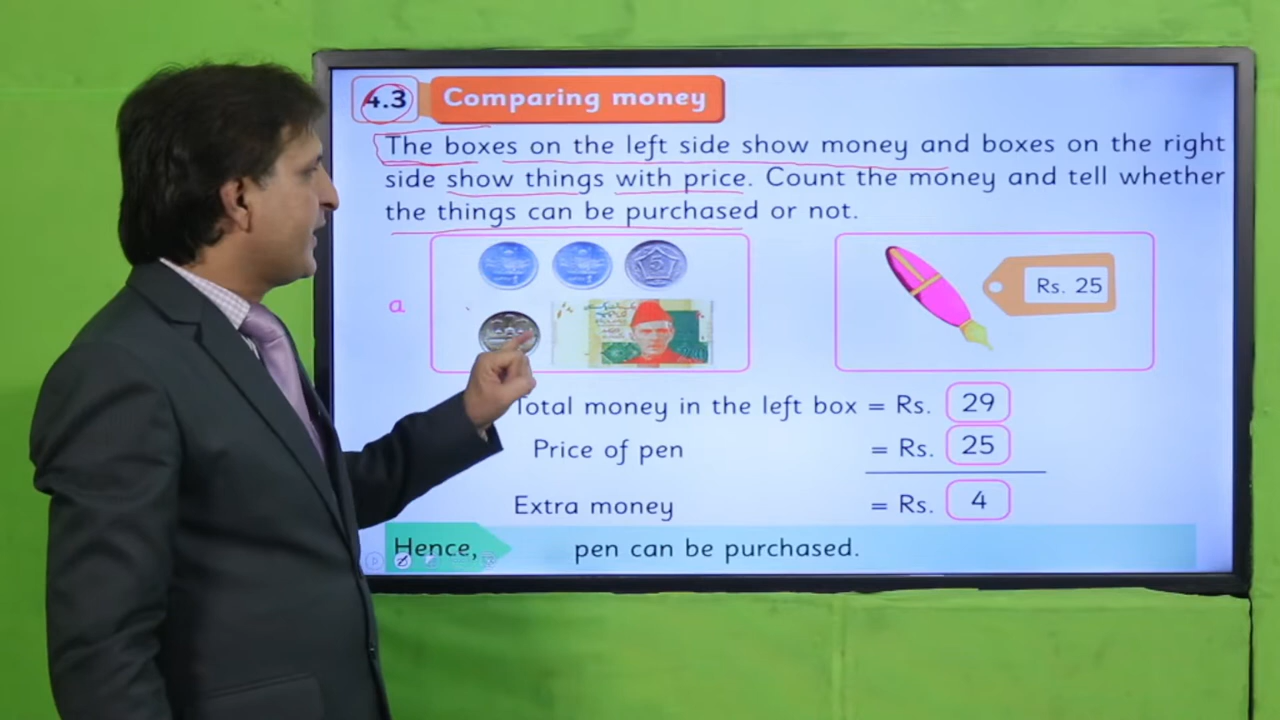 4.3 Comparing money
The boxes on the left side show money and boxes on the right
side show things with price. Count the money and tell whether
the things can be purchased or not.
a
5
Rs. 25
Total money in the left box = Rs. 29
Price of pen = Rs. 25
Extra money = Rs. 4
Hence, pen can be purchased.